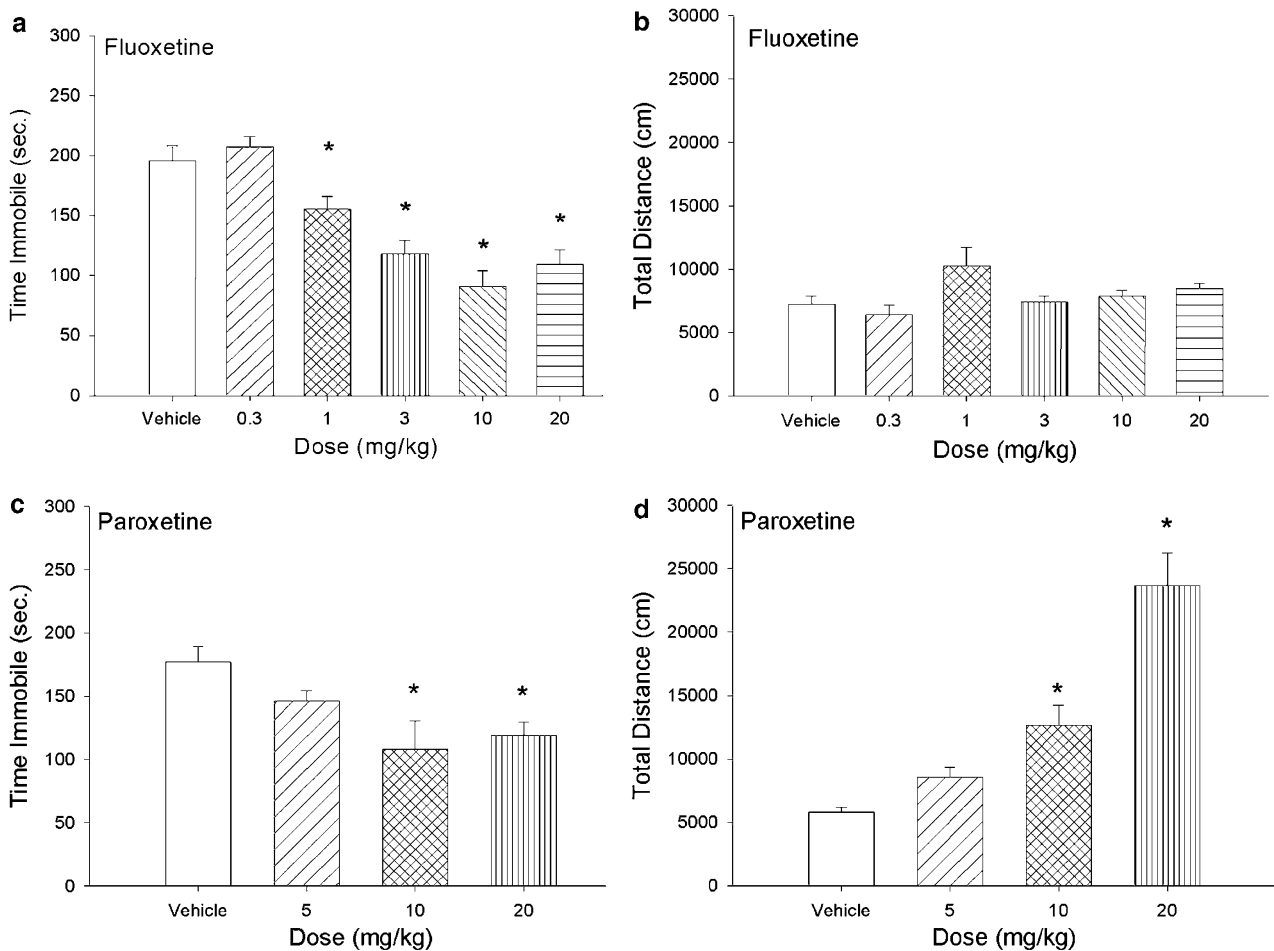 a
Fluoxetine
Time Immobile (sec.)
300
250
200
150
100
50
0
*
*
*
*
Vehicle 0.3 1 3 10 20
Dose (mg/kg)
b
Fluoxetine
Total Distance (cm)
30000
25000
20000
15000
10000
5000
0
Vehicle 0.3 1 3 10 20
Dose (mg/kg)
c
Paroxetine
Time Immobile (sec.)
300
250
200
150
100
50
0
*
*
Vehicle 5 10 20
Dose (mg/kg)
d
Paroxetine
Total Distance (cm)
30000
25000
20000
15000
10000
5000
0
*
*
Vehicle 5 10 20
Dose (mg/kg)